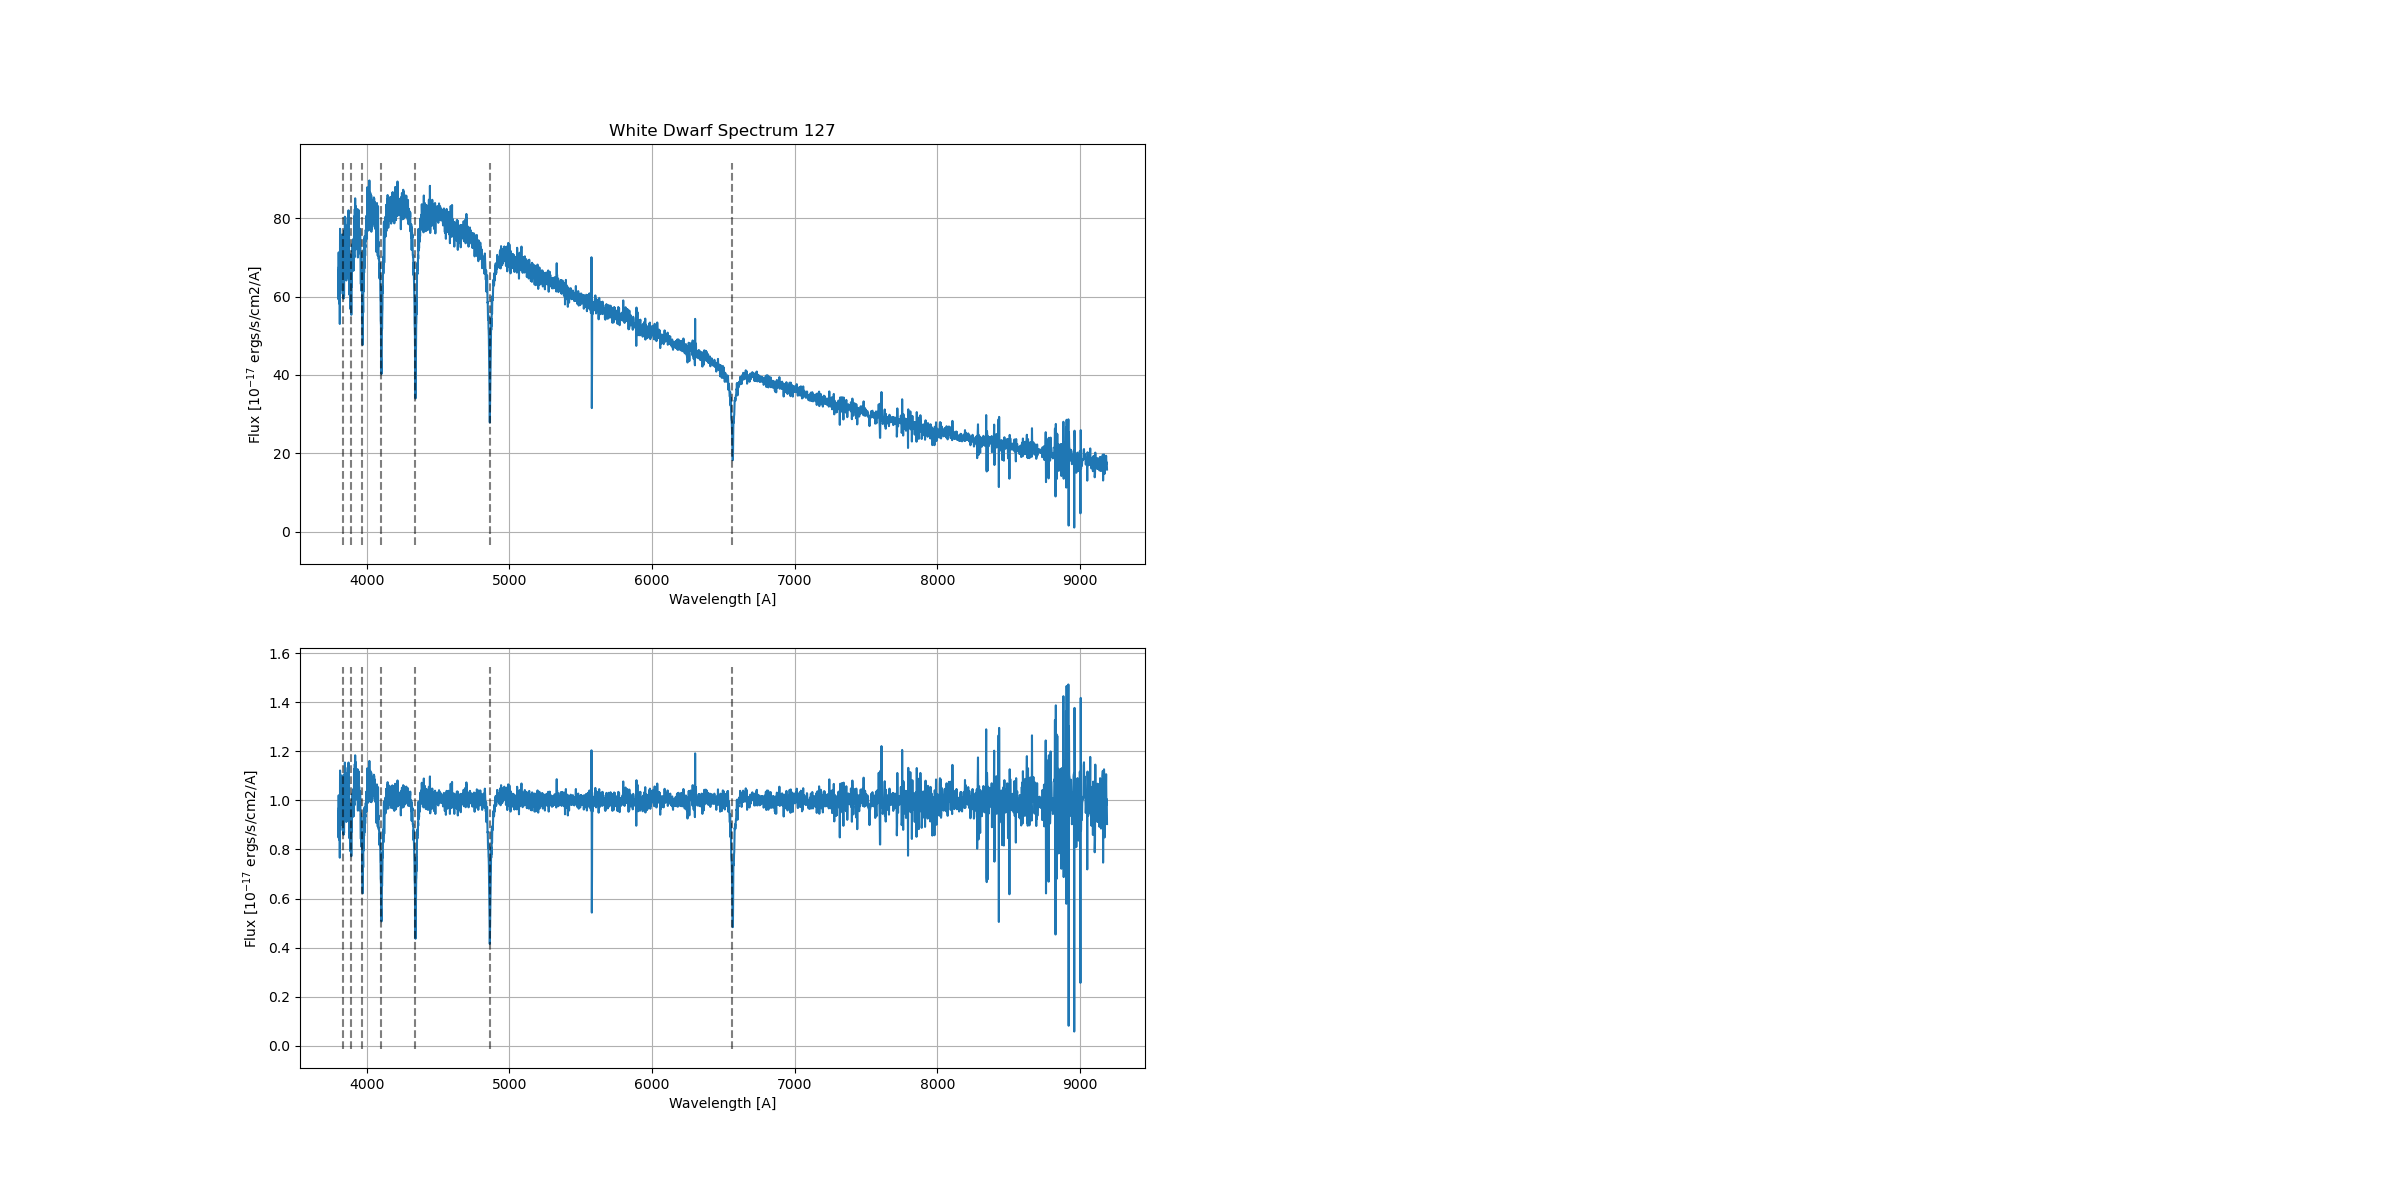 White Dwarf Spectrum 127
Flux [10⁻¹⁷ ergs/s/cm2/A]
80
60
40
20
0
4000 5000 6000 7000 8000 9000
Wavelength [A]
Flux [10⁻¹⁷ ergs/s/cm2/A]
1.6
1.4
1.2
1.0
0.8
0.6
0.4
0.2
0.0
4000 5000 6000 7000 8000 9000
Wavelength [A]